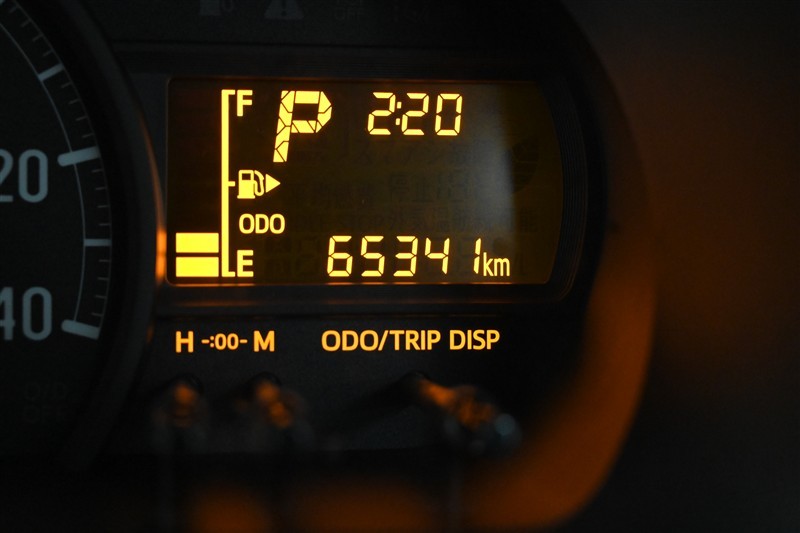 F P 2:20
ODO
E 65341km
H -:00- M ODO/TRIP DISP
20
40